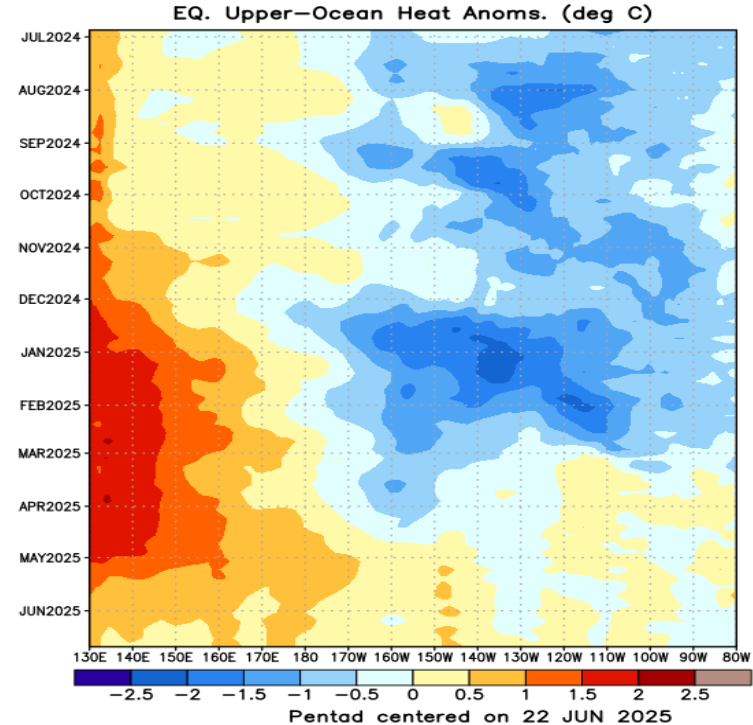 EQ. Upper-Ocean Heat Anoms. (deg C)
JUL2024
AUG2024
SEP2024
OCT2024
NOV2024
DEC2024
JAN2025
FEB2025
MAR2025
APR2025
MAY2025
JUN2025
130E 140E 150E 160E 170E 180 170W 160W 150W 140W 130W 120W 110W 100W 90W 80W
-2.5 -2 -1.5 -1 -0.5 0 0.5 1 1.5 2 2.5
Pentad centered on 22 JUN 2025